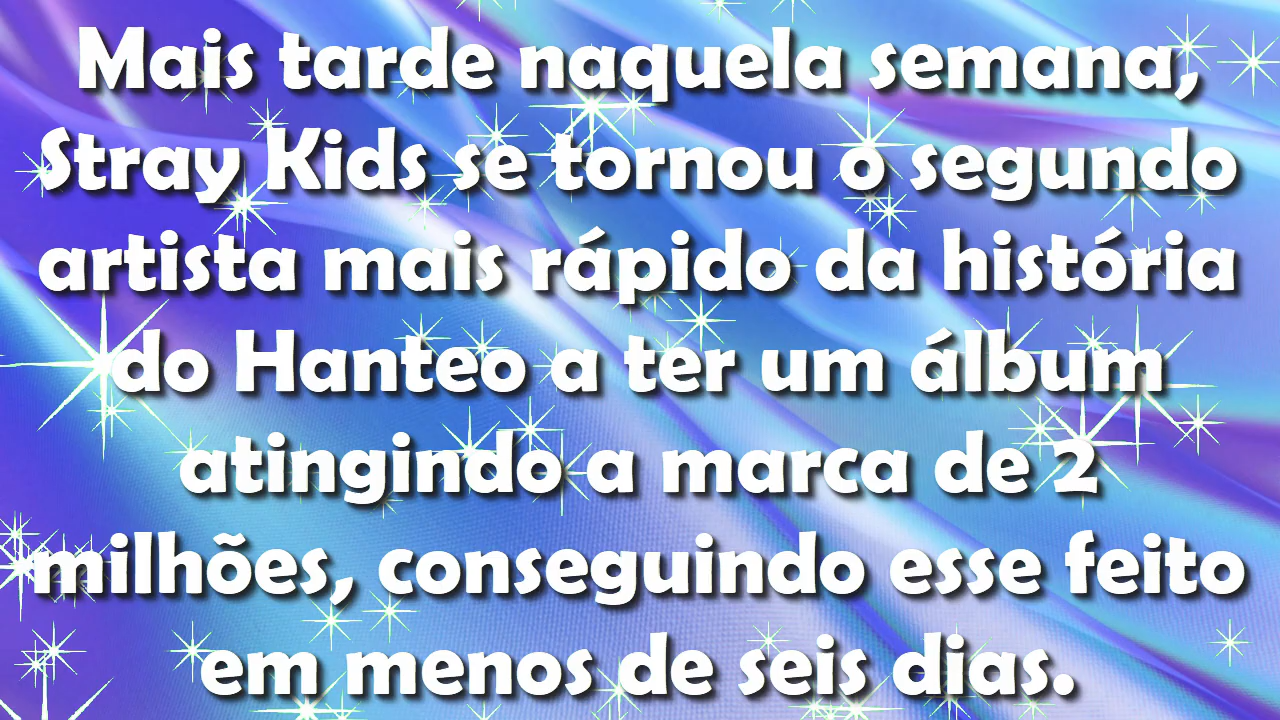 Mais tarde naquela semana,
Stray Kids se tornou o segundo
artista mais rápido da história
do Hanteo a ter um álbum
atingindo a marca de 2
milhões, conseguindo esse feito
em menos de seis dias.